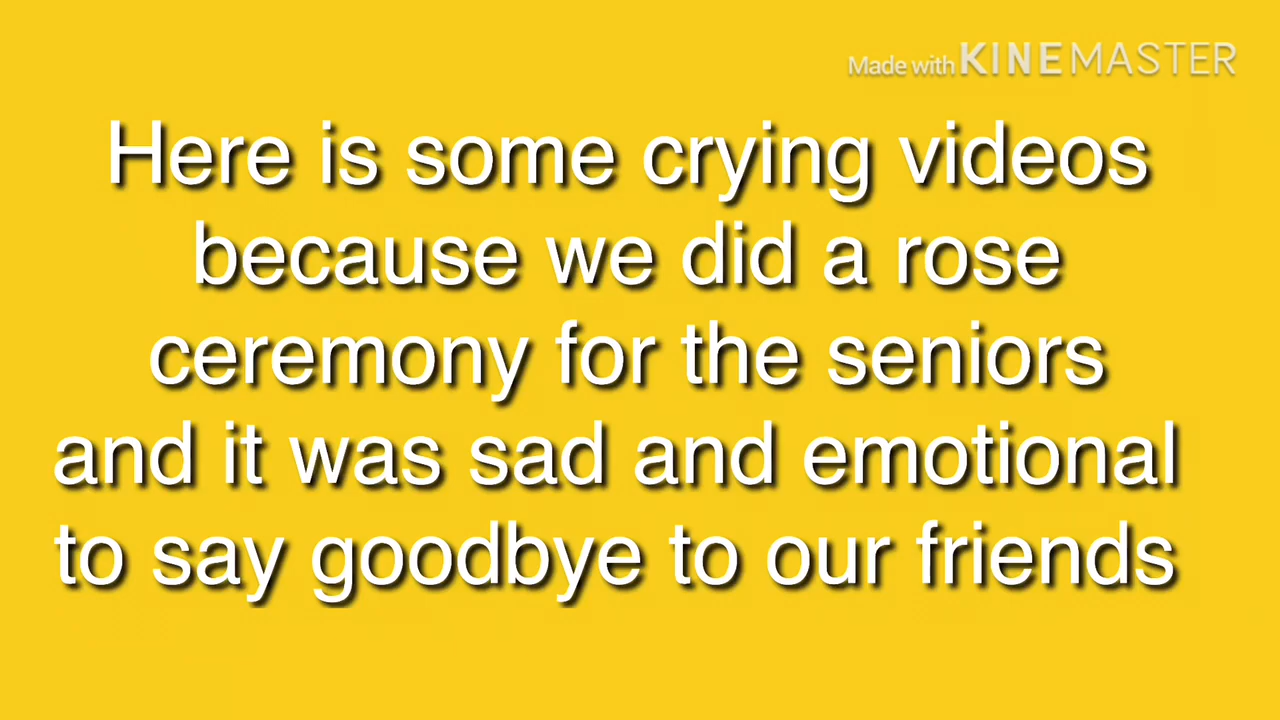 Made with KINEMASTER
Here is some crying videos
because we did a rose
ceremony for the seniors
and it was sad and emotional
to say goodbye to our friends